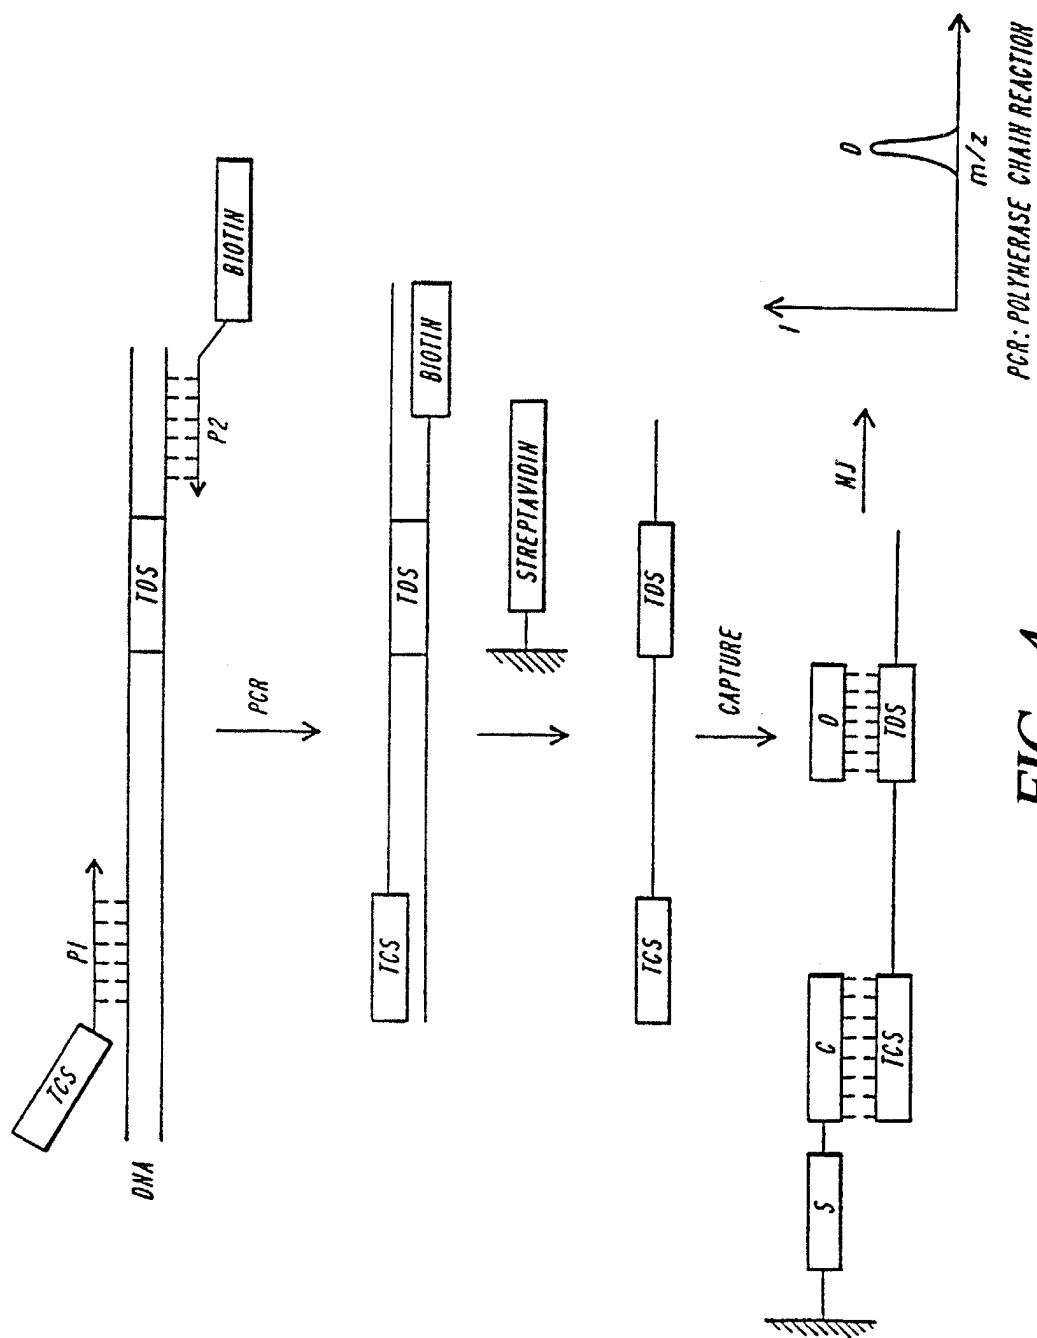 DNA
TCS
P1
TDS
P2
BIOTIN
PCR
TCS
TDS
BIOTIN
STREPTAVIDIN
TCS
TDS
CAPTURE
S
C
TCS
D
TDS
MJ
I
D
m/z
PCR: POLYMERASE CHAIN REACTION